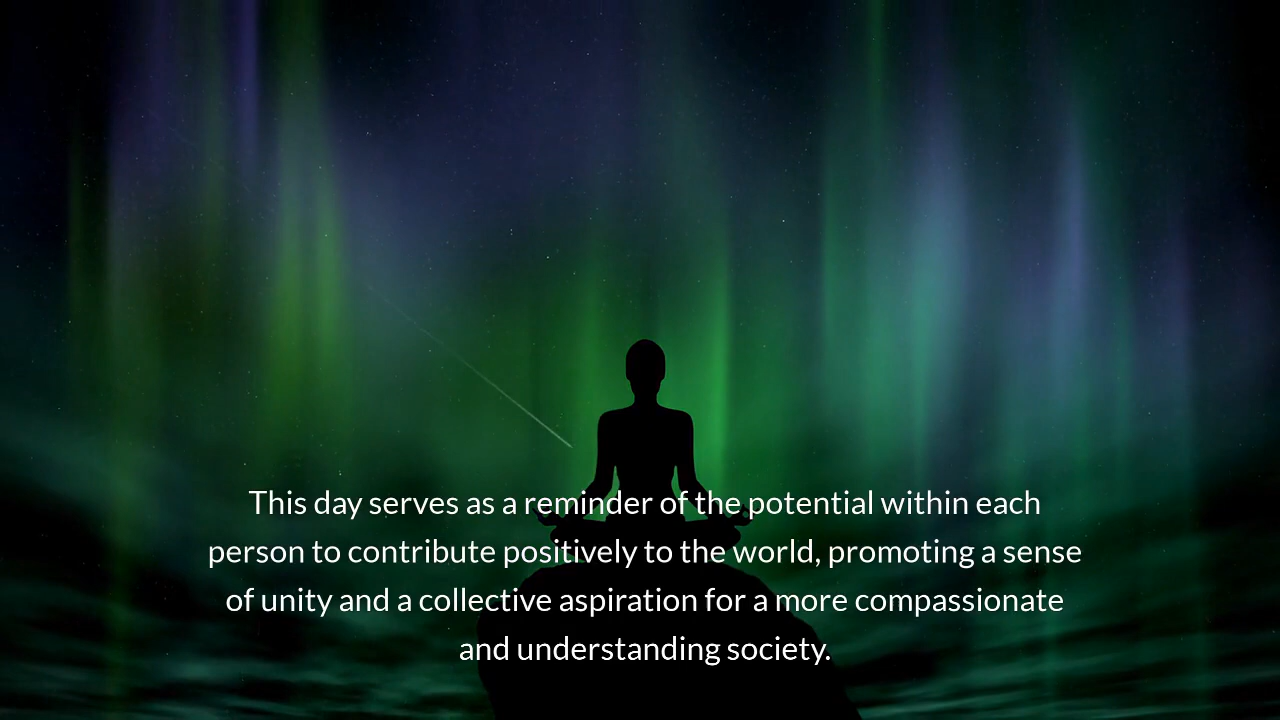 This day serves as a reminder of the potential within each
person to contribute positively to the world, promoting a sense
of unity and a collective aspiration for a more compassionate
and understanding society.